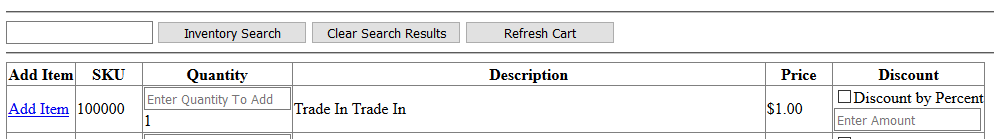 Inventory Search Clear Search Results Refresh Cart
Add Item SKU Quantity Description Price Discount
Add Item 100000 Enter Quantity To Add 1 Trade In Trade In $1.00 Discount by Percent Enter Amount